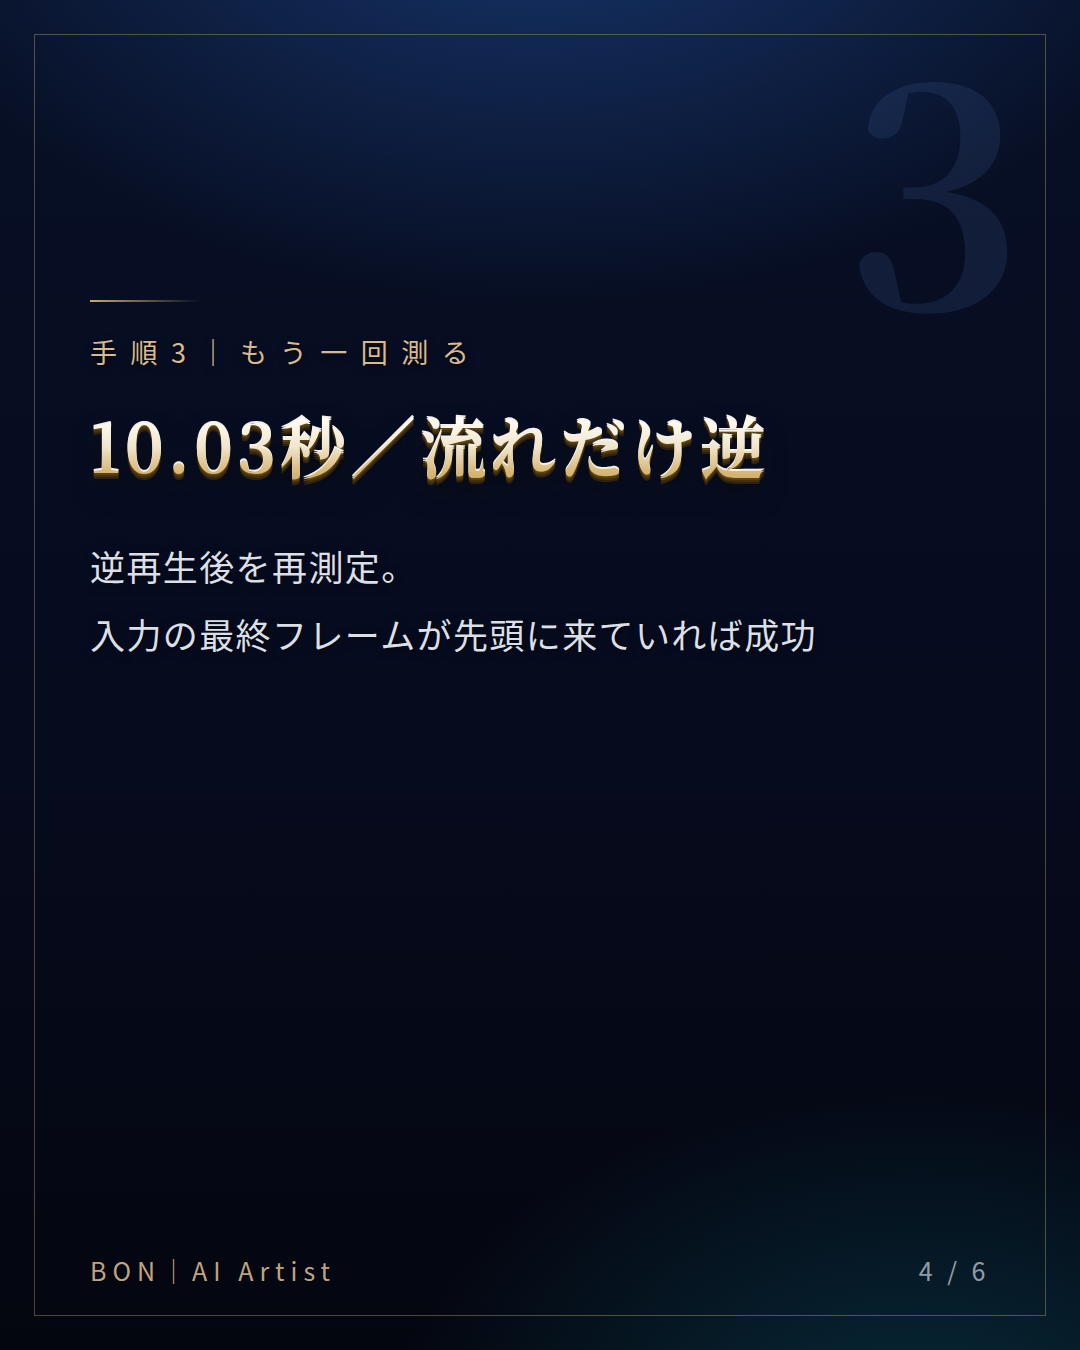 3
手順3｜もう一回測る
10.03秒／流れだけ逆
逆再生後を再測定。
入力の最終フレームが先頭に来ていれば成功
BON｜AI Artist
4 / 6